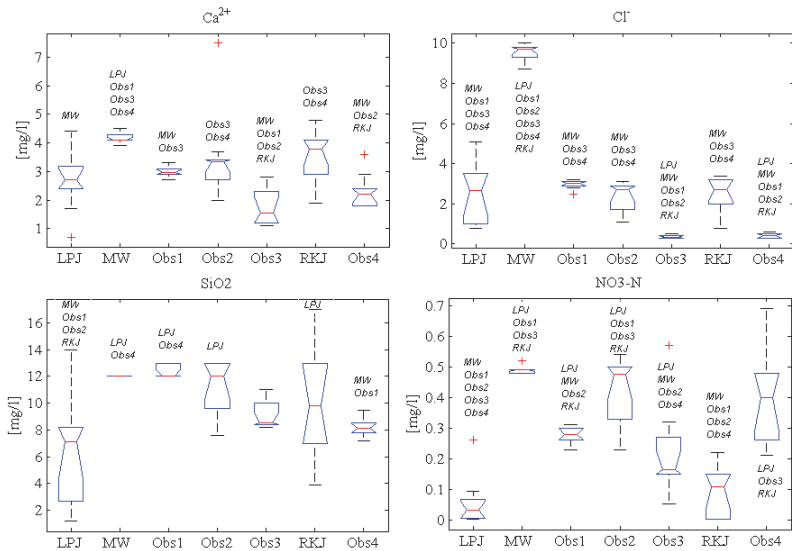 Ca2+
[mg/l]
7
6
5
4
3
2
1
MW
LPJ
Obs1
Obs3
Obs4
MW
Obs3
Obs3
Obs4
MW
Obs1
Obs2
RKJ
Obs3
Obs4
MW
Obs2
RKJ
LPJ MW Obs1 Obs2 Obs3 RKJ Obs4
Cl-
[mg/l]
10
8
6
4
2
0
MW
Obs1
Obs3
Obs4
LPJ
Obs1
Obs2
Obs3
Obs4
RKJ
MW
Obs3
Obs4
MW
Obs3
Obs4
LPJ
MW
Obs1
Obs2
RKJ
MW
Obs3
Obs4
LPJ
MW
Obs1
Obs2
RKJ
LPJ MW Obs1 Obs2 Obs3 RKJ Obs4
SiO2
[mg/l]
16
14
12
10
8
6
4
2
MW
Obs1
Obs2
RKJ
LPJ
Obs4
LPJ
Obs4
LPJ
LPJ
MW
Obs1
LPJ MW Obs1 Obs2 Obs3 RKJ Obs4
NO3-N
[mg/l]
0.7
0.6
0.5
0.4
0.3
0.2
0.1
0
MW
Obs1
Obs2
Obs3
Obs4
LPJ
Obs1
Obs3
RKJ
LPJ
MW
Obs2
RKJ
LPJ
Obs1
Obs3
RKJ
LPJ
MW
Obs2
Obs4
MW
Obs1
Obs2
Obs4
LPJ
Obs3
RKJ
LPJ MW Obs1 Obs2 Obs3 RKJ Obs4